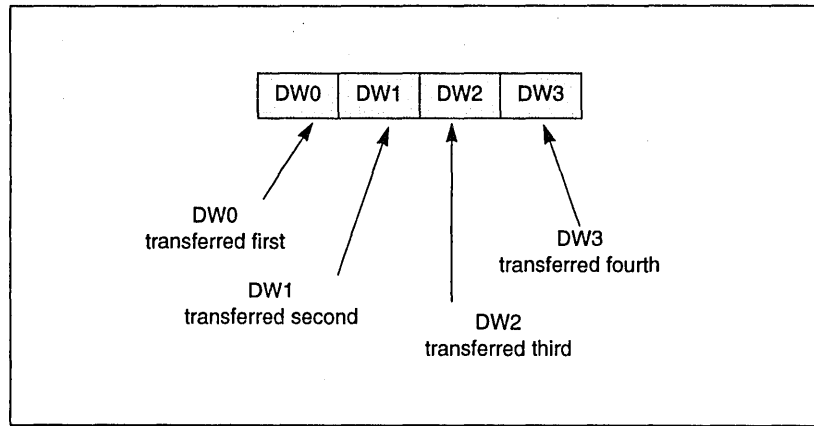 DW0 DW1 DW2 DW3
DW0
transferred first
DW3
transferred fourth
DW1
transferred second
DW2
transferred third